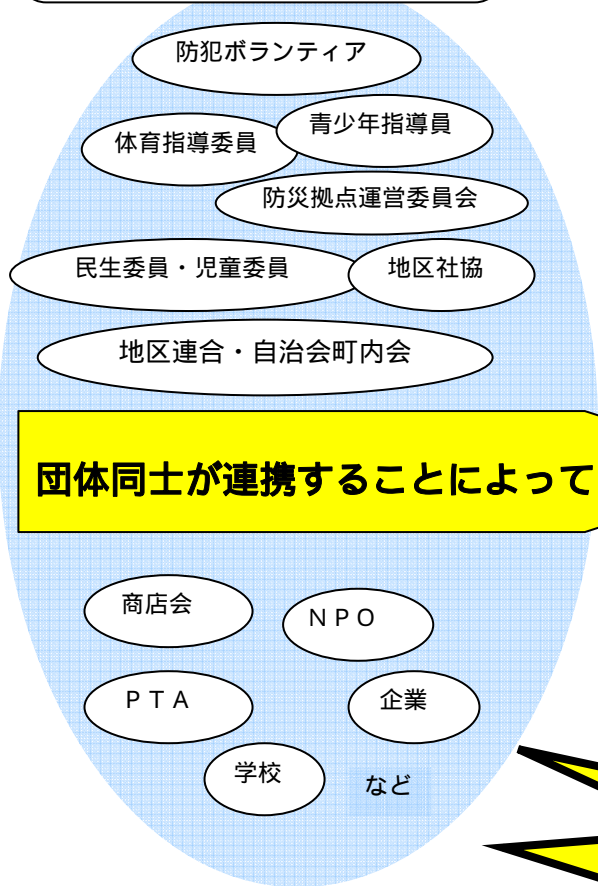 防犯ボランティア
体育指導委員
青少年指導員
防災拠点運営委員会
民生委員・児童委員
地区社協
地区連合・自治会町内会
団体同士が連携することによって
商店会
ＮＰＯ
ＰＴＡ
企業
学校
など